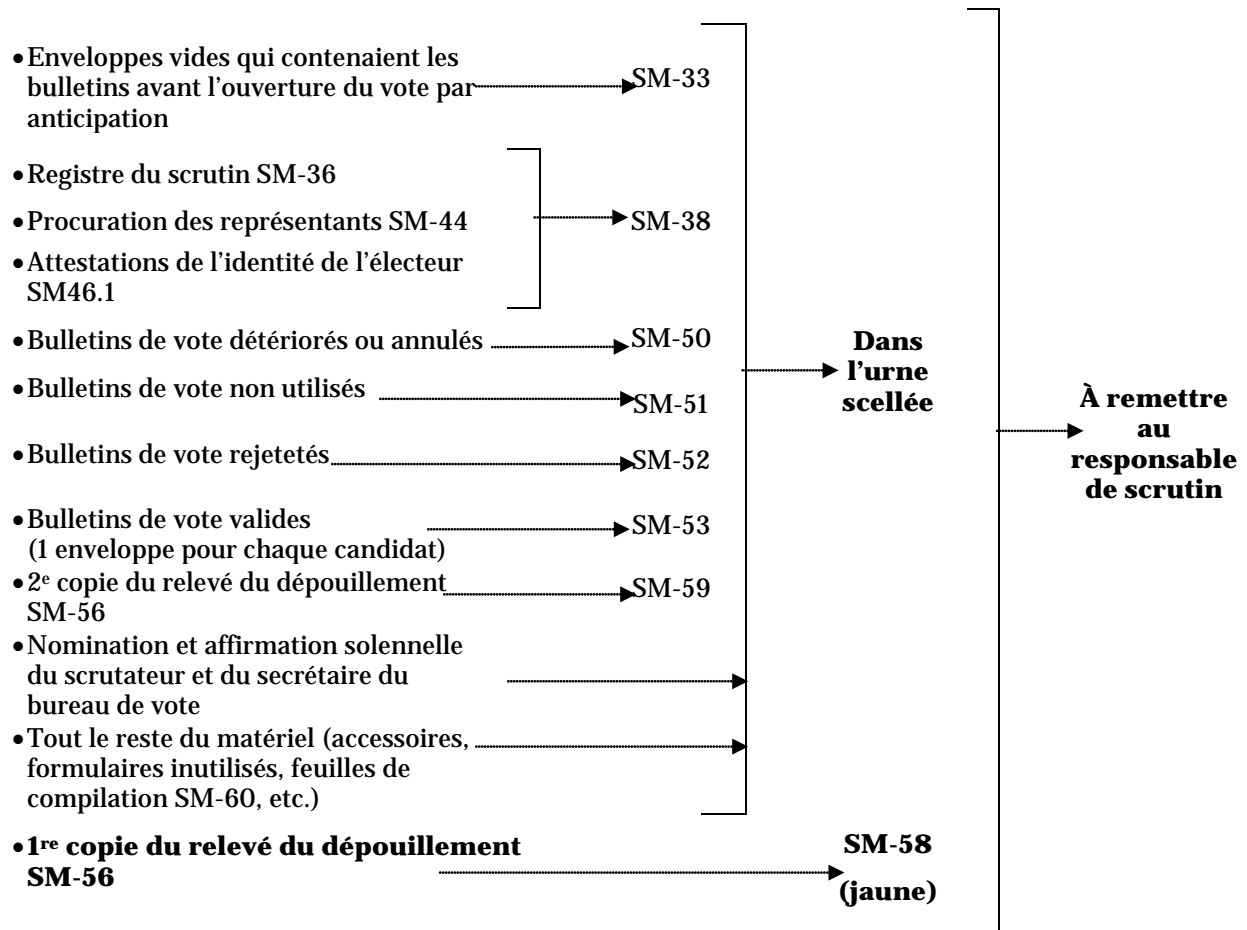 •Enveloppes vides qui contenaient les
bulletins avant l'ouverture du vote par
anticipation
SM-33
•Registre du scrutin SM-36
•Procuration des représentants SM-44
SM-38
•Attestations de l'identité de l'électeur
SM46.1
•Bulletins de vote détériorés ou annulés
SM-50
•Bulletins de vote non utilisés
SM-51
•Bulletins de vote rejetetés
SM-52
•Bulletins de vote valides
(1 enveloppe pour chaque candidat)
SM-53
•2e copie du relevé du dépouillement
SM-56
SM-59
•Nomination et affirmation solennelle
du scrutateur et du secrétaire du
bureau de vote
•Tout le reste du matériel (accessoires,
formulaires inutilisés, feuilles de
compilation SM-60, etc.)
Dans
l'urne
scellée
•1re copie du relevé du dépouillement
SM-56
SM-58
(jaune)
À remettre
au
responsable
de scrutin